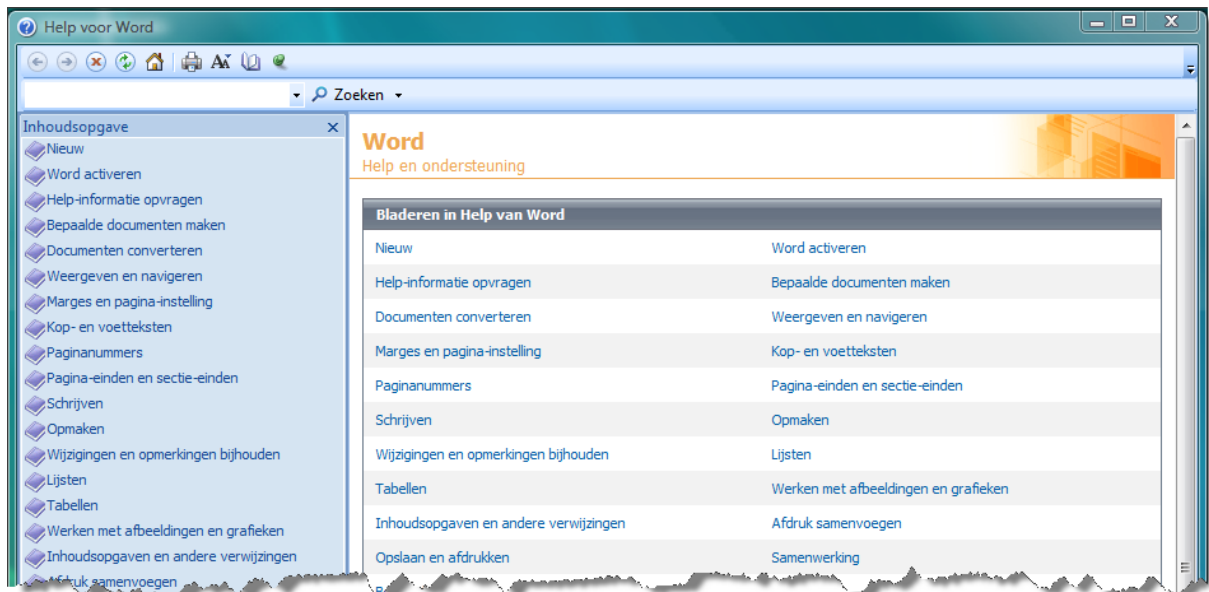 Help voor Word
Zoeken
Inhoudsopgave
Nieuw
Word activeren
Help-informatie opvragen
Bepaalde documenten maken
Documenten converteren
Weergeven en navigeren
Marges en pagina-instelling
Kop- en voetteksten
Paginanummers
Pagina-einden en sectie-einden
Schrijven
Opmaken
Wijzigingen en opmerkingen bijhouden
Lijsten
Tabellen
Werken met afbeeldingen en grafieken
Inhoudsopgaven en andere verwijzingen
Afdruk samenvoegen
Word
Help en ondersteuning
Bladeren in Help van Word
Nieuw Word activeren
Help-informatie opvragen Bepaalde documenten maken
Documenten converteren Weergeven en navigeren
Marges en pagina-instelling Kop- en voetteksten
Paginanummers Pagina-einden en sectie-einden
Schrijven Opmaken
Wijzigingen en opmerkingen bijhouden Lijsten
Tabellen Werken met afbeeldingen en grafieken
Inhoudsopgaven en andere verwijzingen Afdruk samenvoegen
Opslaan en afdrukken Samenwerking